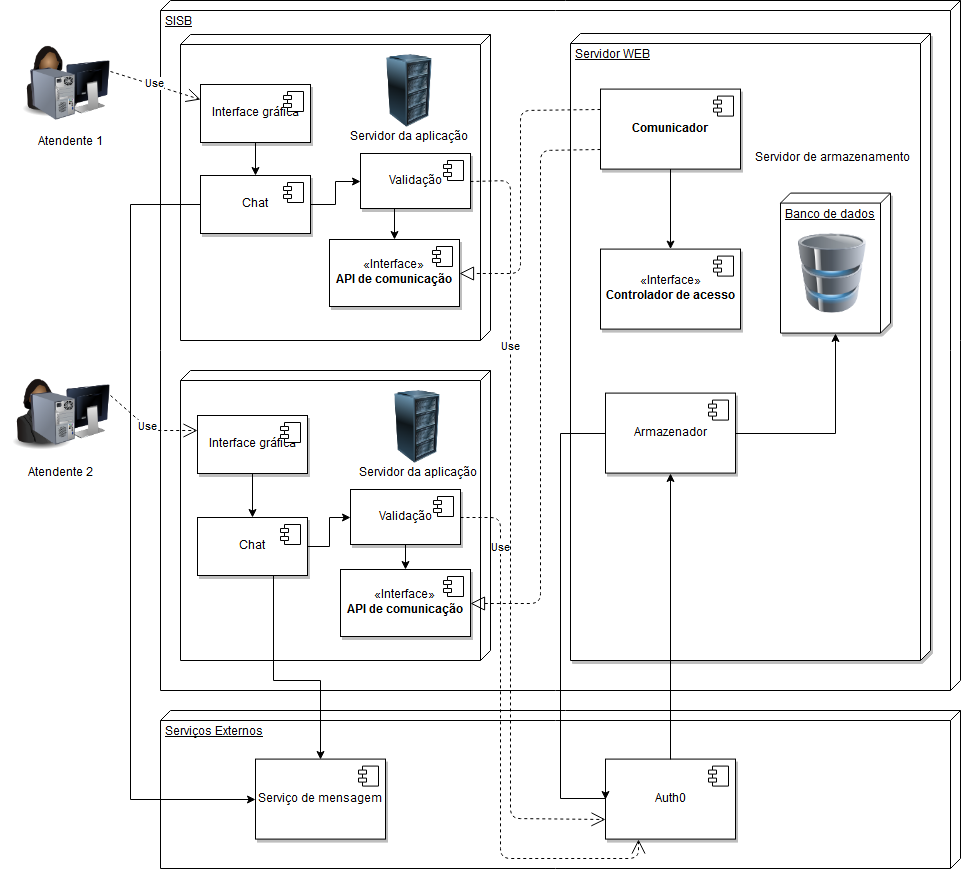 SISB
Servidor WEB
Use
Interface gráfica
Atendente 1
Servidor da aplicação
Comunicador
Servidor de armazenamento
Validação
Chat
Banco de dados
«Interface»
API de comunicação
«Interface»
Controlador de acesso
Use
Use
Interface gráfica
Atendente 2
Servidor da aplicação
Armazenador
Validação
Chat
Use
«Interface»
API de comunicação
Serviços Externos
Serviço de mensagem
Auth0